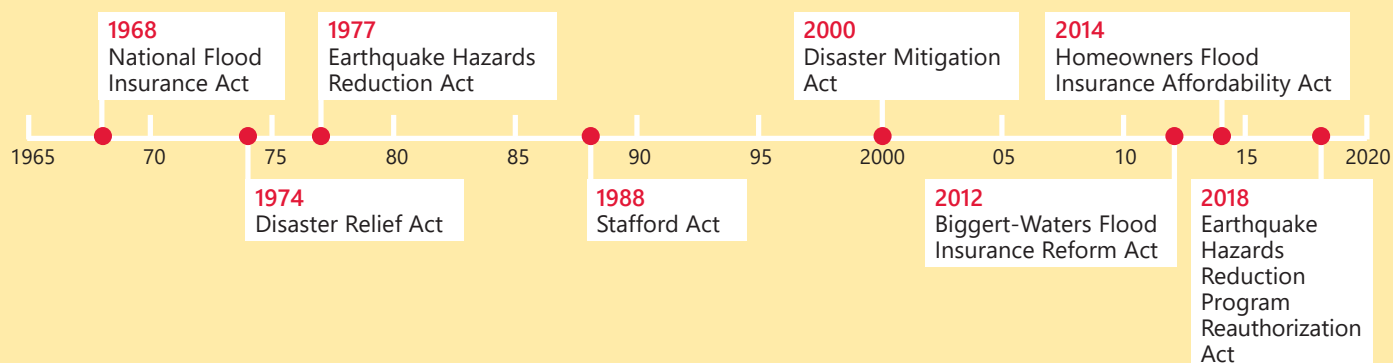 1968
National Flood
Insurance Act
1977
Earthquake Hazards
Reduction Act
2000
Disaster Mitigation
Act
2014
Homeowners Flood
Insurance Affordability Act
1965 70 75 80 85 90 95 2000 05 10 15 2020
1974
Disaster Relief Act
1988
Stafford Act
2012
Biggert-Waters Flood
Insurance Reform Act
2018
Earthquake
Hazards
Reduction
Program
Reauthorization
Act